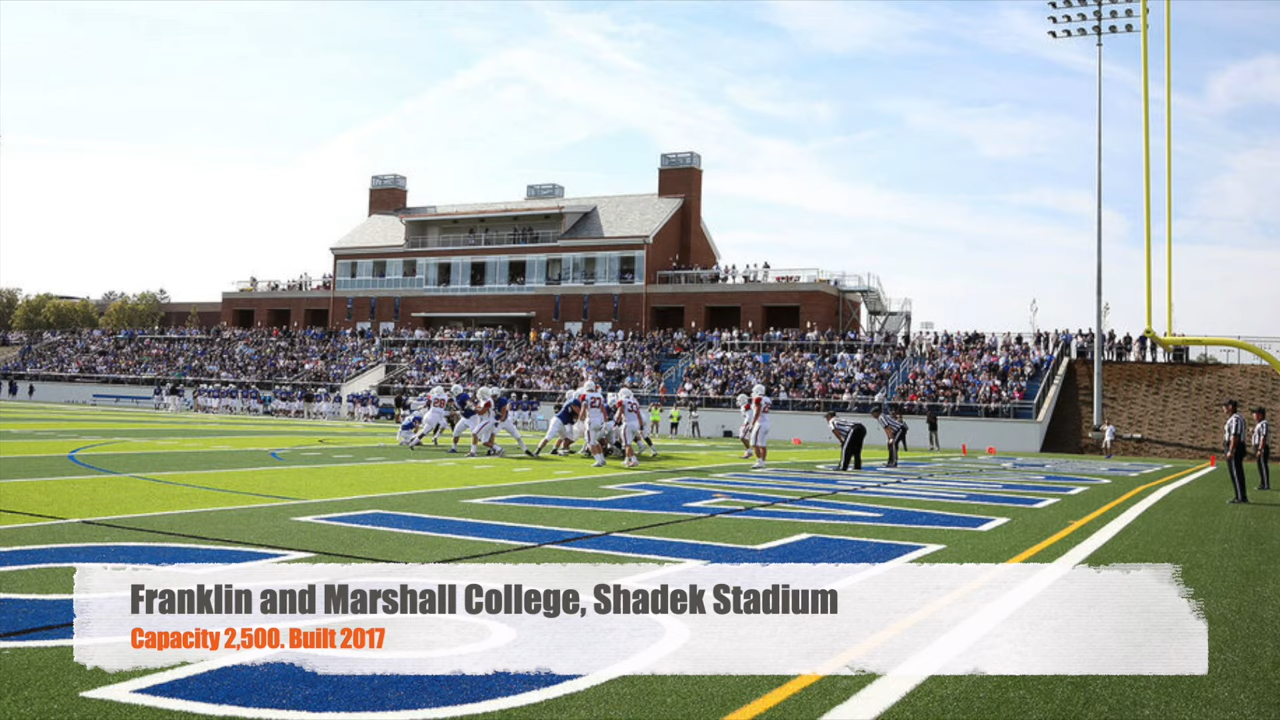 Franklin and Marshall College, Shadek Stadium
Capacity 2,500. Built 2017